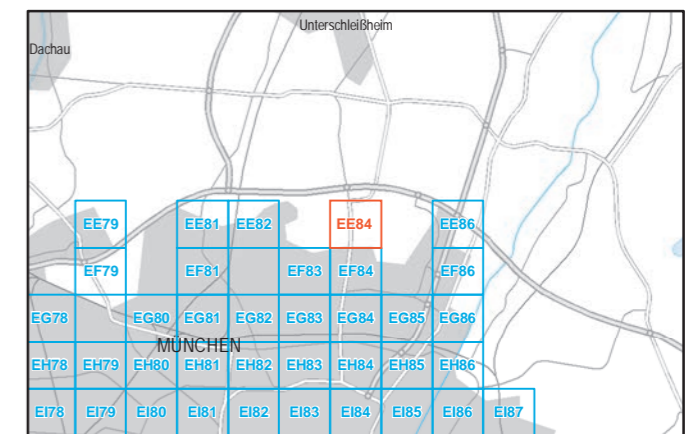 Unterschleißheim
Dachau
EE79 EE81 EE82 EE84 EE86
EF79 EF81 EF83 EF84 EF86
EG78 EG80 EG81 EG82 EG83 EG84 EG85 EG86
MÜNCHEN
EH78 EH79 EH80 EH81 EH82 EH83 EH84 EH85 EH86
EI78 EI79 EI80 EI81 EI82 EI83 EI84 EI85 EI86 EI87